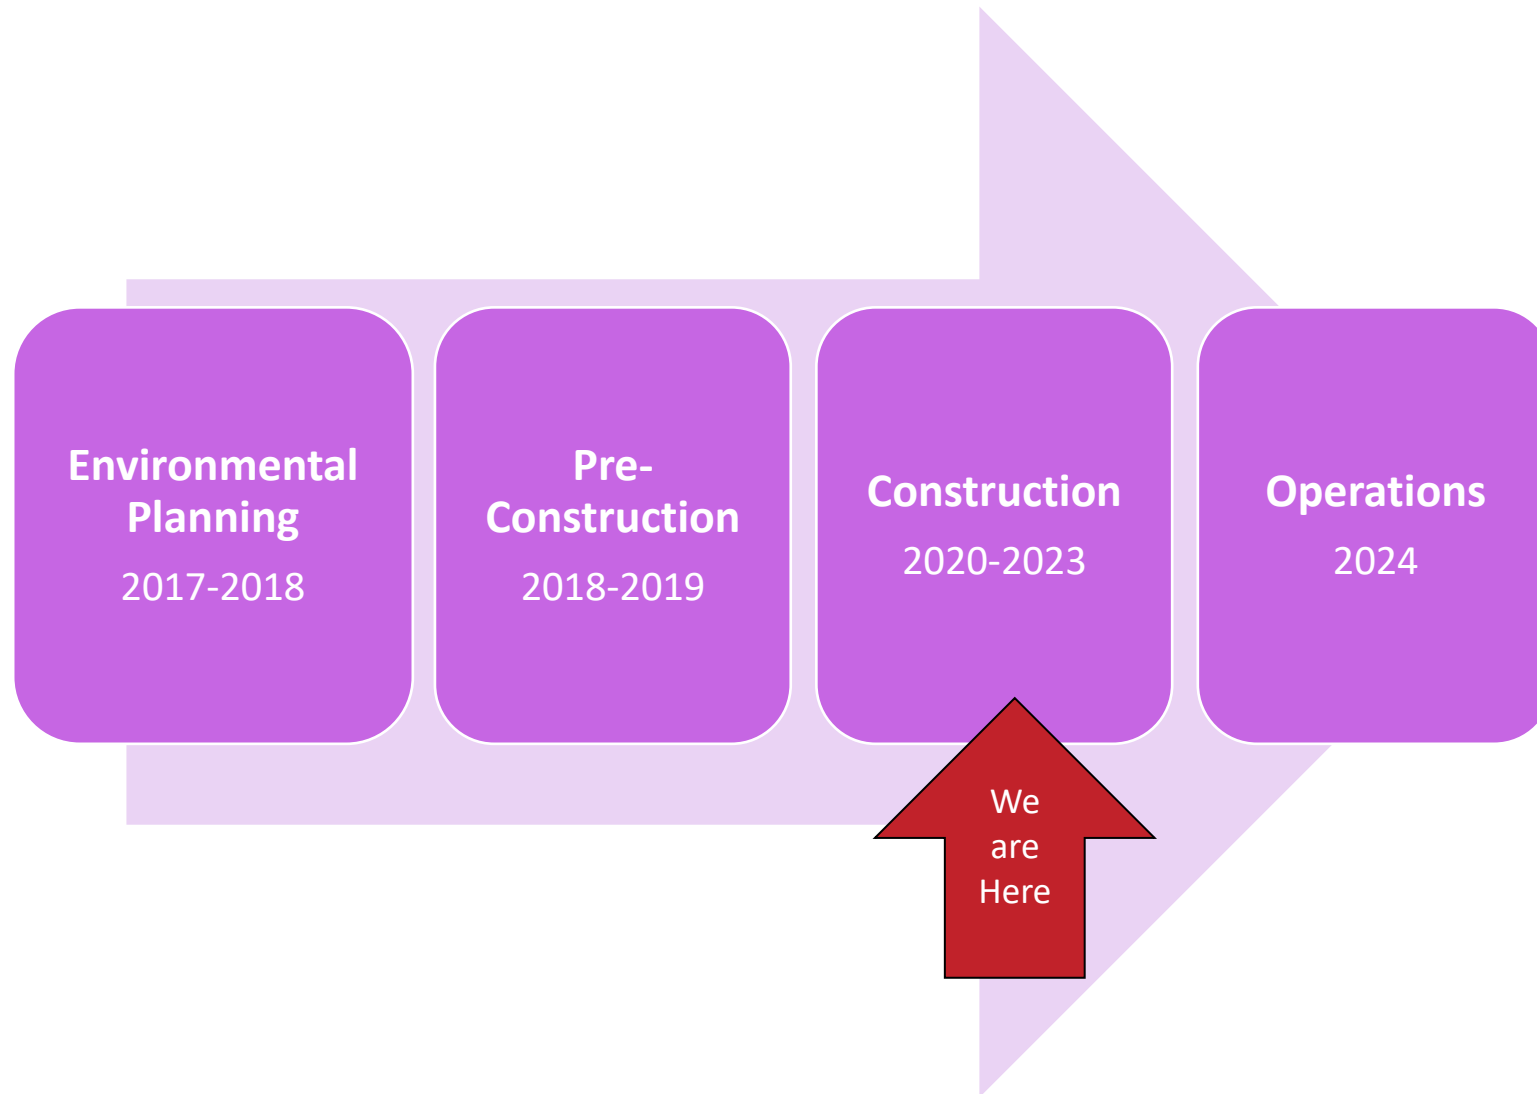 Environmental
Planning
2017-2018
Pre-
Construction
2018-2019
Construction
2020-2023
Operations
2024
We
are
Here